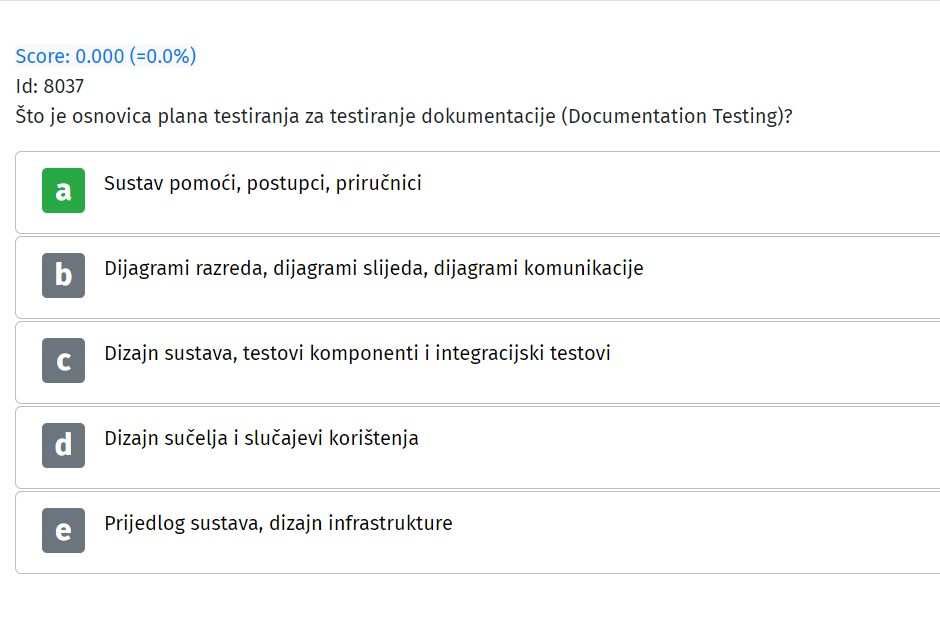 Score: 0.000 (=0.0%)
Id: 8037
Što je osnovica plana testiranja za testiranje dokumentacije (Documentation Testing)?
a Sustav pomoći, postupci, priručnici
b Dijagrami razreda, dijagrami slijeda, dijagrami komunikacije
c Dizajn sustava, testovi komponenti i integracijski testovi
d Dizajn sučelja i slučajevi korištenja
e Prijedlog sustava, dizajn infrastrukture